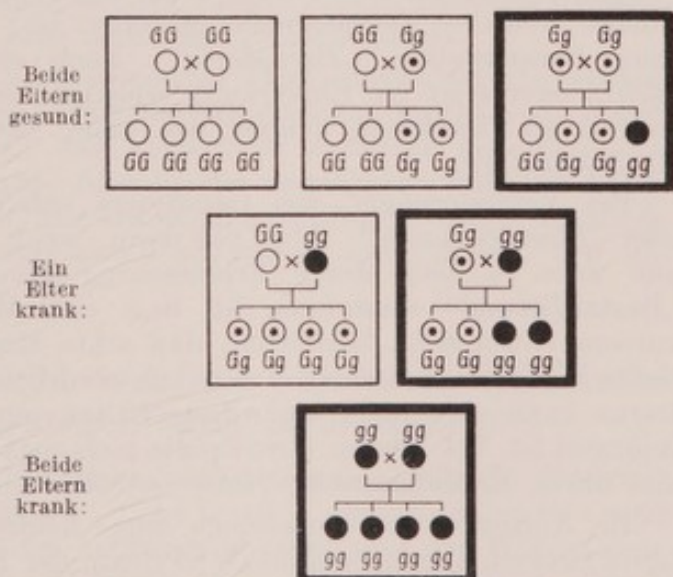 GG GG
GG GG GG GG
GG Gg
GG GG Gg Gg
Gg Gg
GG Gg Gg gg
Beide
Eltern
gesund:
GG gg
Gg Gg Gg Gg
Gg gg
Gg Gg gg gg
Ein
Elter
krank:
gg gg
gg gg gg gg
Beide
Eltern
krank: